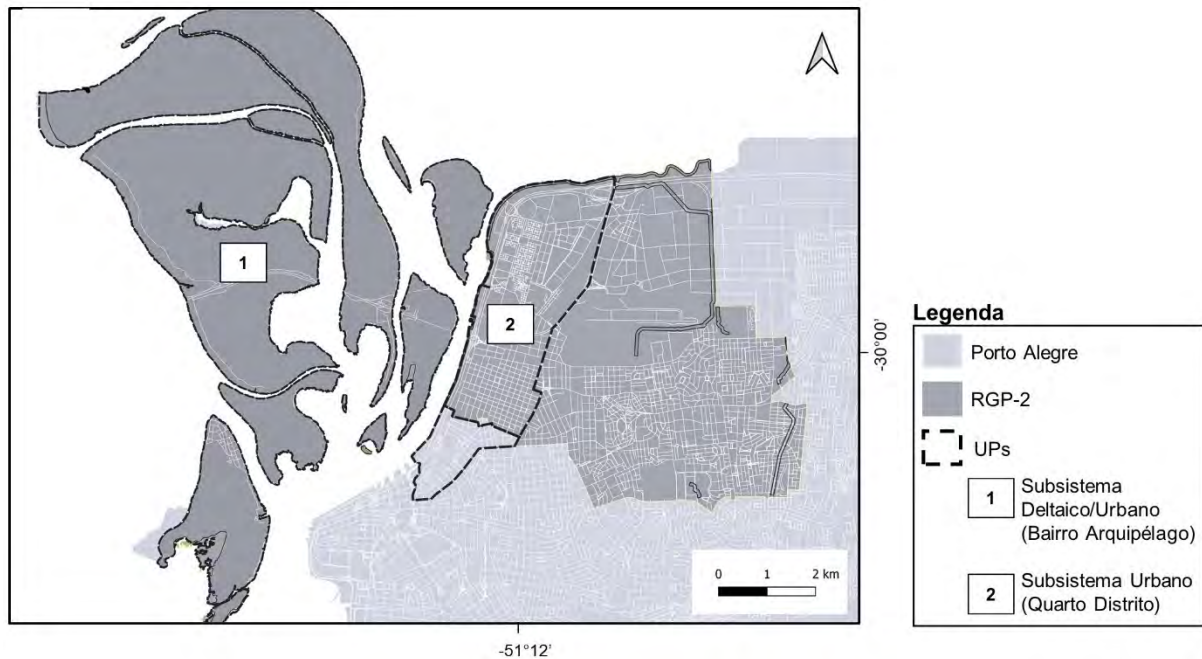 1
2
-30°00’
0 1 2 km
-51°12’
Legenda
Porto Alegre
RGP-2
UPs
1 Subsistema
Deltaico/Urbano
(Bairro Arquipélago)
2 Subsistema Urbano
(Quarto Distrito)